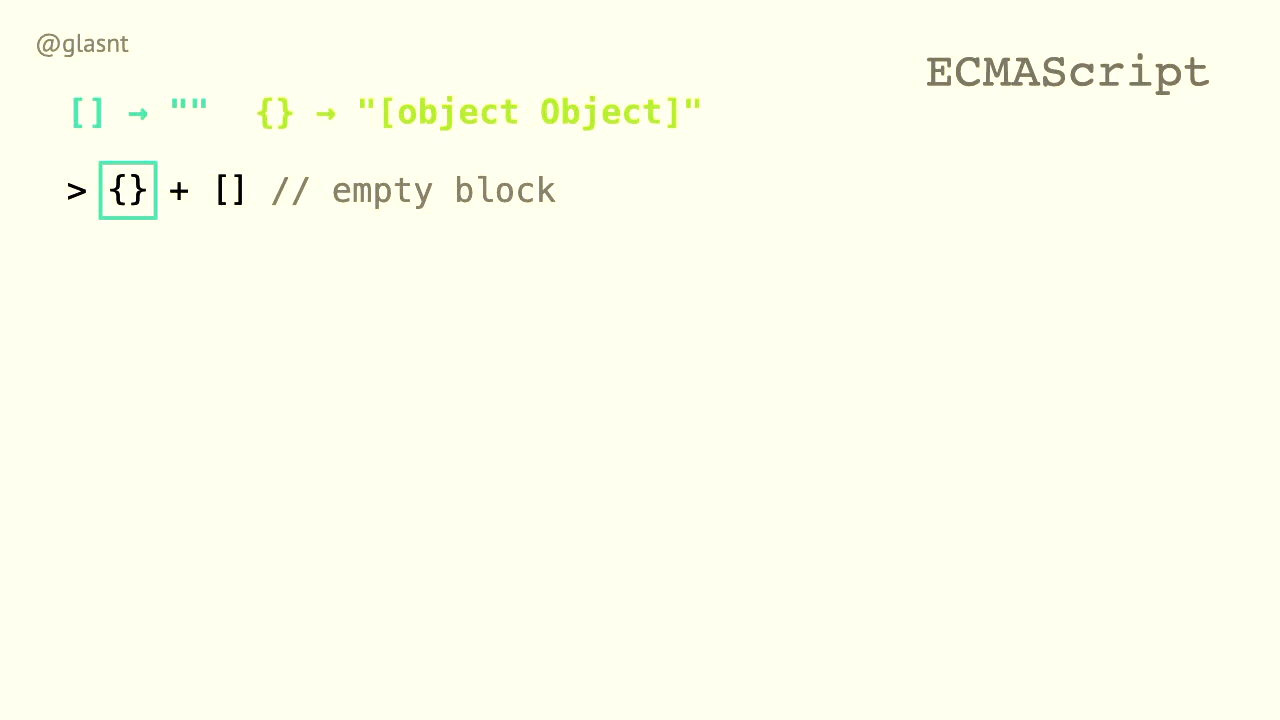 @glasnt
ECMAScript
[] → "" {} → "[object Object]"
> {} + [] // empty block